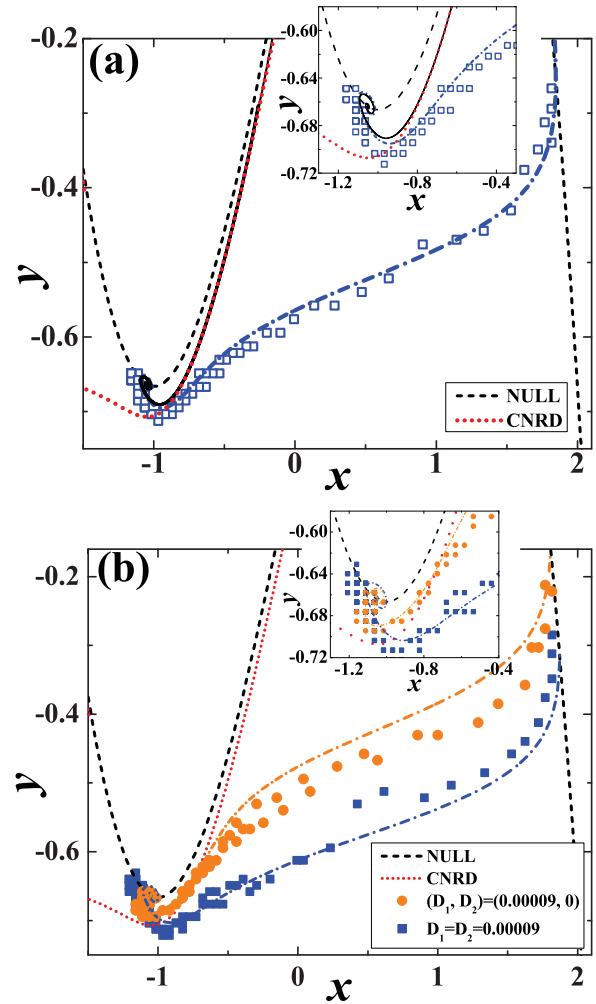 (a)
-0.2
-0.4
-0.6
y
-1
0
1
2
x
-0.60
-0.64
-0.68
-0.72
y
-1.2
-0.8
-0.4
x
NULL
CNRD
(b)
-0.2
-0.4
-0.6
y
-1
0
1
2
x
-0.60
-0.64
-0.68
-0.72
y
-1.2
-0.8
-0.4
x
NULL
CNRD
(D₁, D₂)=(0.00009, 0)
D₁=D₂=0.00009